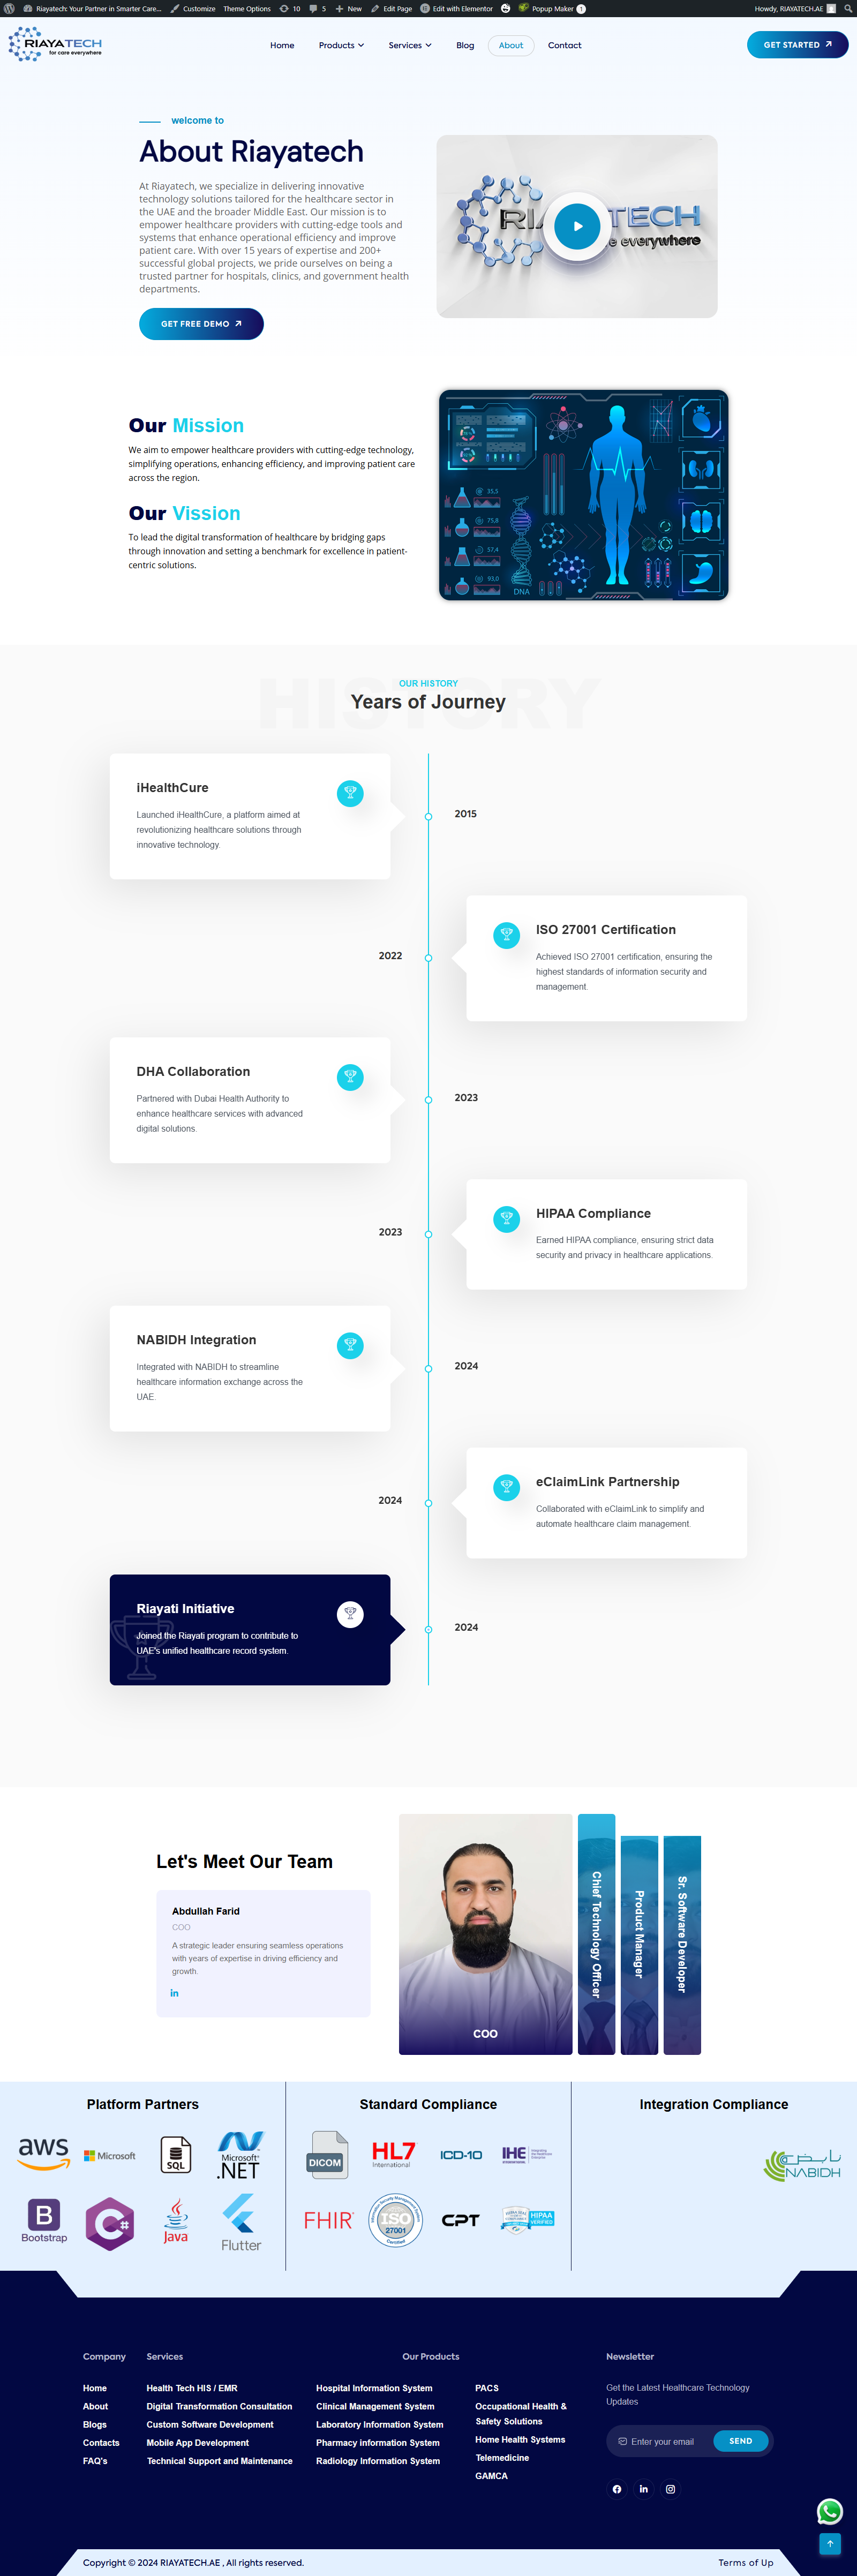 Riayatech: Your Partner in Smarter Care... Customize Theme Options 10 5 New Edit Page Edit with Elementor Popup Maker 1 Howdy, RIAYATECH.AE
RIAYATECH
for care everywhere
Home Products Services Blog About Contact
GET STARTED
welcome to
About Riayatech
At Riayatech, we specialize in delivering innovative
technology solutions tailored for the healthcare sector in
the UAE and the broader Middle East. Our mission is to
empower healthcare providers with cutting-edge tools and
systems that enhance operational efficiency and improve
patient care. With over 15 years of expertise and 200+
successful global projects, we pride ourselves on being a
trusted partner for hospitals, clinics, and government health
departments.
GET FREE DEMO
RIA TECH
e everywhere
Our Mission
We aim to empower healthcare providers with cutting-edge technology,
simplifying operations, enhancing efficiency, and improving patient care
across the region.
Our Vission
To lead the digital transformation of healthcare by bridging gaps
through innovation and setting a benchmark for excellence in patient-
centric solutions.
35,5
75,8
57,4
93,0
DNA
HISTORY
OUR HISTORY
Years of Journey
iHealthCure
Launched iHealthCure, a platform aimed at
revolutionizing healthcare solutions through
innovative technology.
2015
2022
ISO 27001 Certification
Achieved ISO 27001 certification, ensuring the
highest standards of information security and
management.
DHA Collaboration
Partnered with Dubai Health Authority to
enhance healthcare services with advanced
digital solutions.
2023
2023
HIPAA Compliance
Earned HIPAA compliance, ensuring strict data
security and privacy in healthcare applications.
NABIDH Integration
Integrated with NABIDH to streamline
healthcare information exchange across the
UAE.
2024
2024
eClaimLink Partnership
Collaborated with eClaimLink to simplify and
automate healthcare claim management.
Riayati Initiative
Joined the Riayati program to contribute to
UAE's unified healthcare record system.
2024
Let's Meet Our Team
Abdullah Farid
COO
A strategic leader ensuring seamless operations
with years of expertise in driving efficiency and
growth.
in
COO
Chief Technology Officer
Product Manager
Sr. Software Developer
Platform Partners
aws
Microsoft
SQL
Microsoft
.NET
B
Bootstrap
C#
Java
Flutter
Standard Compliance
DICOM
HL7
International
ICD-10
IHE
FHIR
ISO
27001
Certified
CPT
HIPAA
VERIFIED
Integration Compliance
نابض
NABIDH
Company
Home
About
Blogs
Contacts
FAQ's
Services
Health Tech HIS / EMR
Digital Transformation Consultation
Custom Software Development
Mobile App Development
Technical Support and Maintenance
Our Products
Hospital Information System
Clinical Management System
Laboratory Information System
Pharmacy information System
Radiology Information System
PACS
Occupational Health &
Safety Solutions
Home Health Systems
Telemedicine
GAMCA
Newsletter
Get the Latest Healthcare Technology
Updates
Enter your email
SEND
Copyright © 2024 RIAYATECH.AE , All rights reserved.
Terms of Up